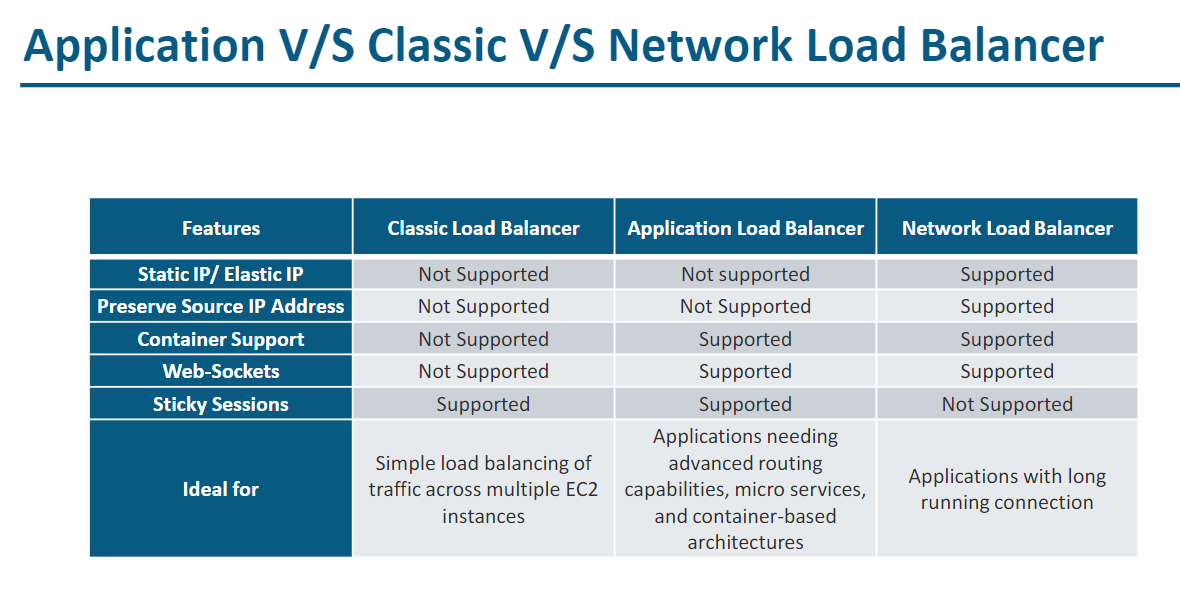 Application V/S Classic V/S Network Load Balancer
Features Classic Load Balancer Application Load Balancer Network Load Balancer
Static IP/ Elastic IP Not Supported Not supported Supported
Preserve Source IP Address Not Supported Not Supported Supported
Container Support Not Supported Supported Supported
Web-Sockets Not Supported Supported Supported
Sticky Sessions Supported Supported Not Supported
Ideal for
Simple load balancing of
traffic across multiple EC2
instances
Applications needing
advanced routing
capabilities, micro services,
and container-based
architectures
Applications with long
running connection